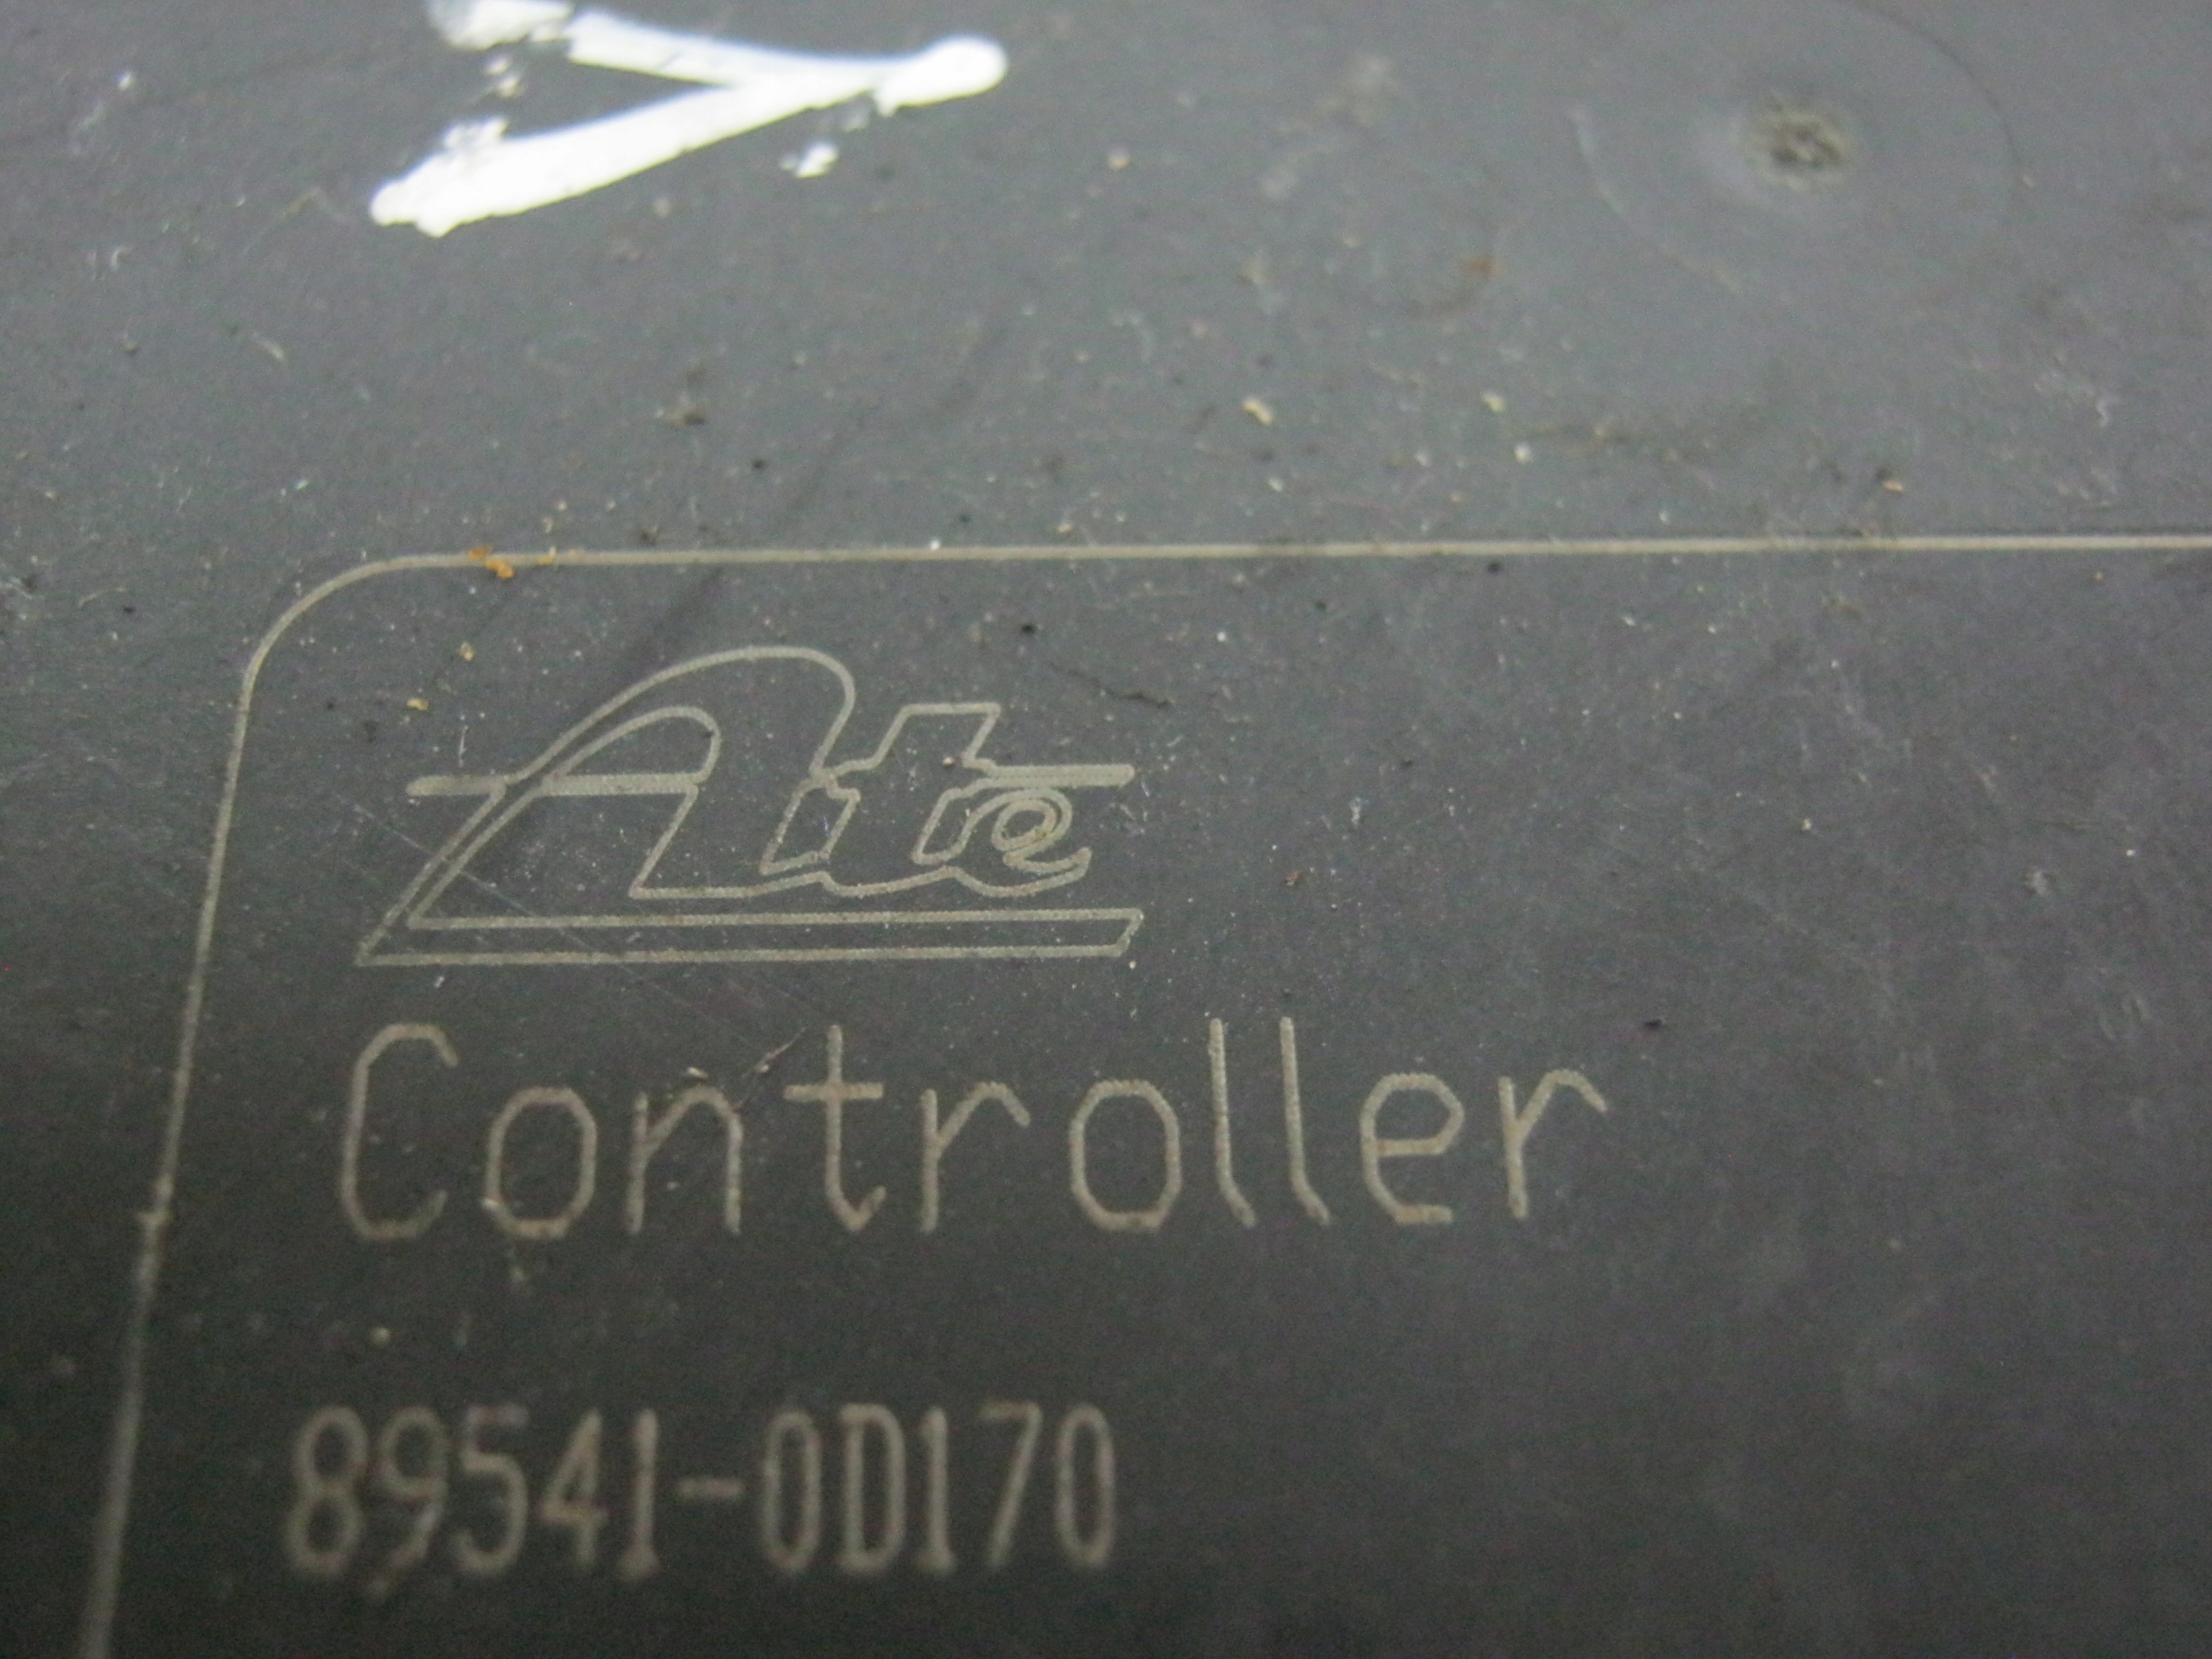 Ate
Controller
89541-0D170